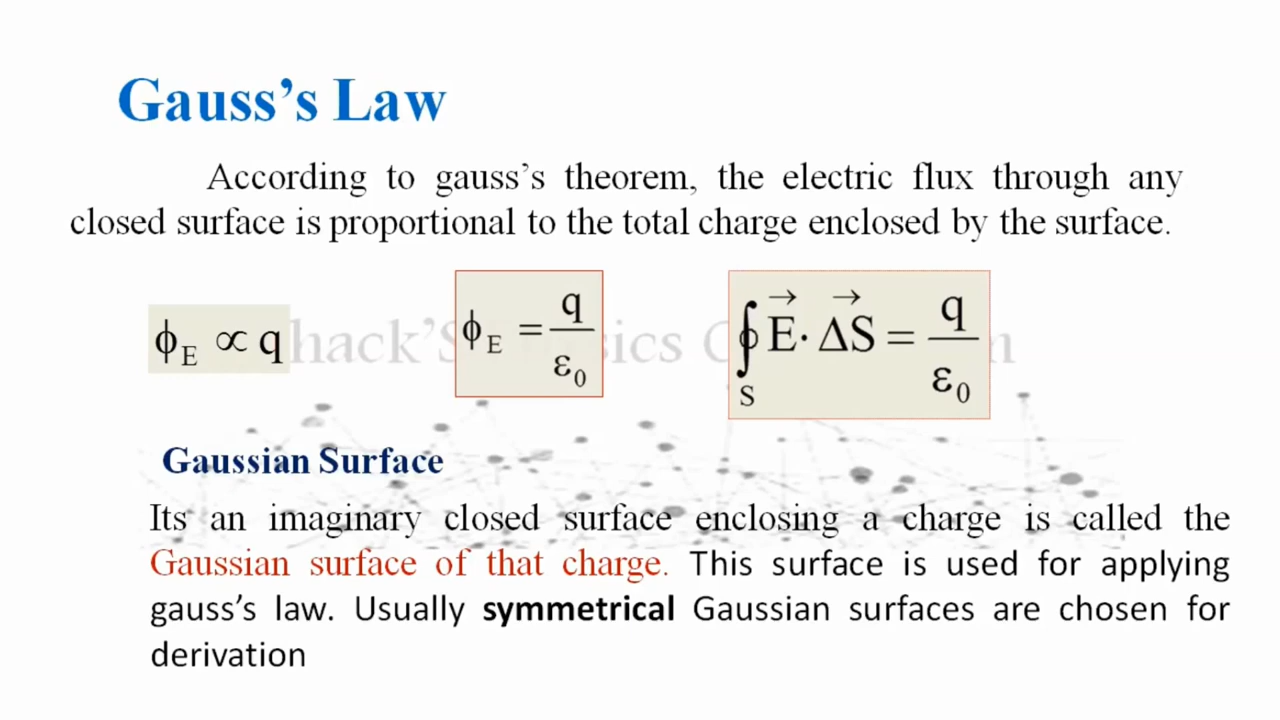 Gauss's Law
According to gauss's theorem, the electric flux through any
closed surface is proportional to the total charge enclosed by the surface.
ϕE ∝ q
ϕE = q/ε0
∮S E⃗ · ΔS⃗ = q/ε0
Gaussian Surface
Its an imaginary closed surface enclosing a charge is called the
Gaussian surface of that charge. This surface is used for applying
gauss's law. Usually symmetrical Gaussian surfaces are chosen for
derivation